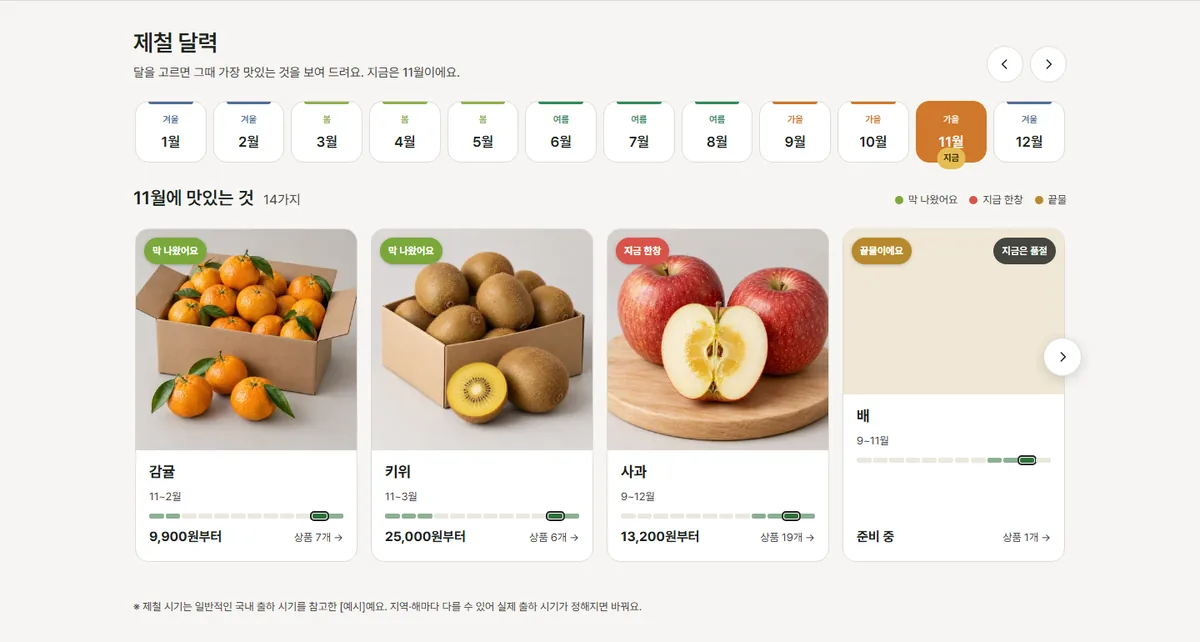 제철 달력
달을 고르면 그때 가장 맛있는 것을 보여 드려요. 지금은 11월이에요.
겨울 겨울 봄 봄 봄 여름 여름 여름 가을 가을 가을 겨울
1월 2월 3월 4월 5월 6월 7월 8월 9월 10월 11월 12월
지금
11월에 맛있는 것 14가지
막 나왔어요 지금 한창 끝물
막 나왔어요 막 나왔어요 지금 한창 끝물이에요 지금은 품절
감귤 키위 사과
배
11~2월 11~3월 9~12월
9~11월
9,900원부터 상품 7개 → 25,000원부터 상품 6개 → 13,200원부터 상품 19개 → 준비 중 상품 1개 →
※ 제철 시기는 일반적인 국내 출하 시기를 참고한 [예시]예요. 지역·해마다 다를 수 있어 실제 출하 시기가 정해지면 바꿔요.